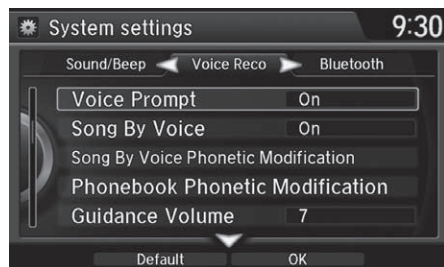 System settings 9:30
Sound/Beep Voice Reco Bluetooth
Voice Prompt On
Song By Voice On
Song By Voice Phonetic Modification
Phonebook Phonetic Modification
Guidance Volume 7
Default OK